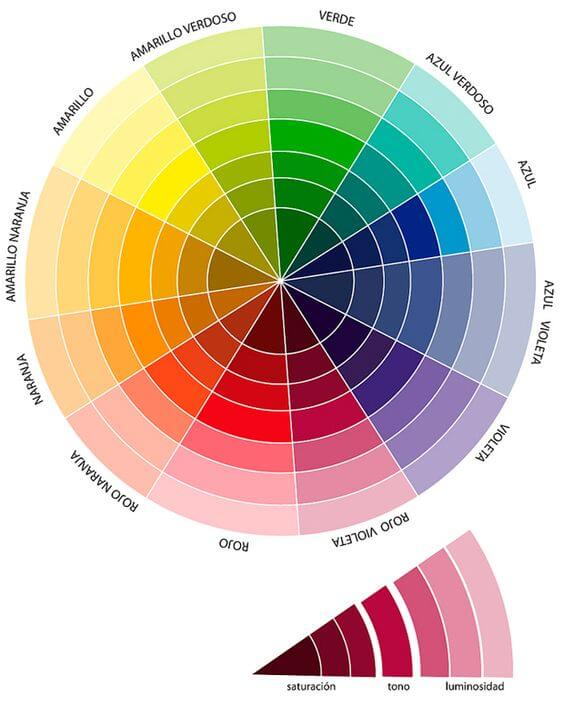 VERDE
AZUL VERDOSO
AZUL
AZUL VIOLETA
VIOLETA
ROJO VIOLETA
ROJO
ROJO NARANJA
NARANJA
AMARILLO NARANJA
AMARILLO
AMARILLO VERDOSO
saturación tono luminosidad